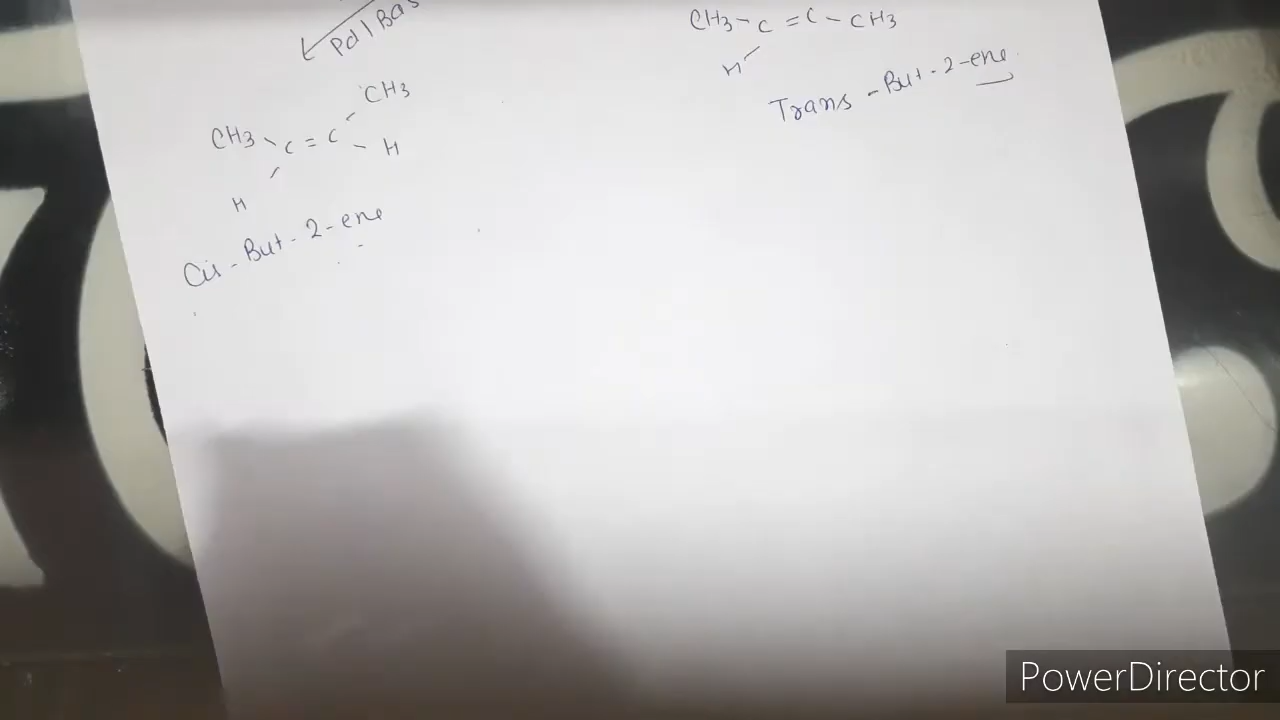 Pd | BaS
CH3 - C = C - CH3
H
Trans - But - 2 - ene
CH3
CH3 \ C = C - H
H
Cis - But - 2 - ene
PowerDirector